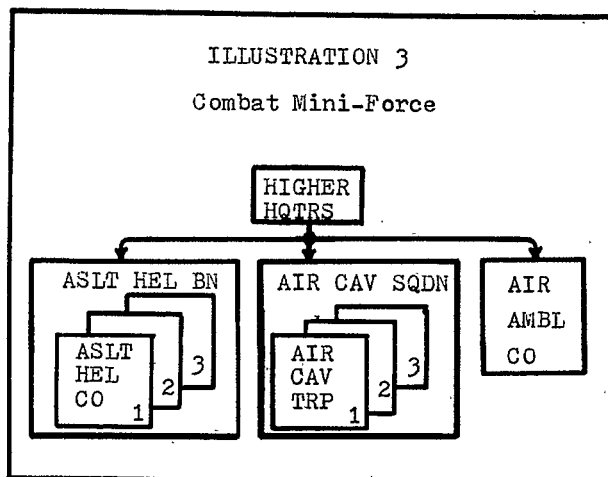 ILLUSTRATION 3
Combat Mini-Force
HIGHER
HQTRS
ASLT HEL BN
ASLT
HEL
CO
1
2
3
AIR CAV SQDN
AIR
CAV
TRP
1
2
3
AIR
AMBL
CO